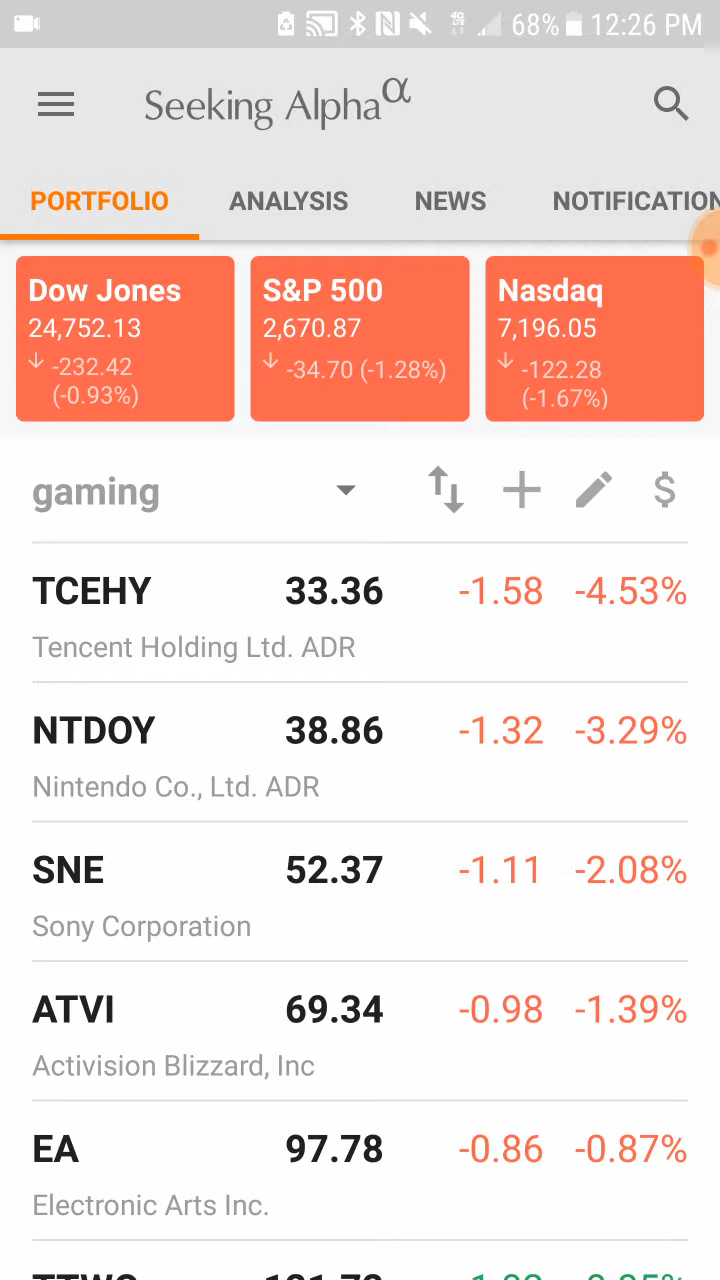 4G LTE 68% 12:26 PM
Seeking Alpha α
PORTFOLIO ANALYSIS NEWS NOTIFICATION
Dow Jones
24,752.13
-232.42
(-0.93%)
S&P 500
2,670.87
-34.70 (-1.28%)
Nasdaq
7,196.05
-122.28
(-1.67%)
gaming
TCEHY 33.36 -1.58 -4.53%
Tencent Holding Ltd. ADR
NTDOY 38.86 -1.32 -3.29%
Nintendo Co., Ltd. ADR
SNE 52.37 -1.11 -2.08%
Sony Corporation
ATVI 69.34 -0.98 -1.39%
Activision Blizzard, Inc
EA 97.78 -0.86 -0.87%
Electronic Arts Inc.